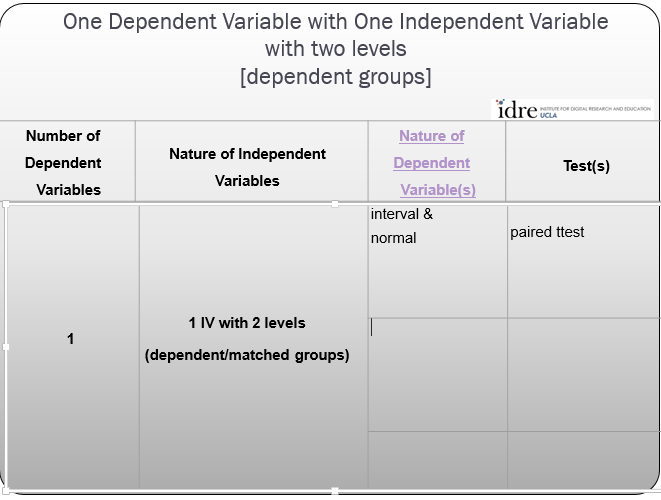 One Dependent Variable with One Independent Variable
with two levels
[dependent groups]
idre INSTITUTE FOR DIGITAL RESEARCH AND EDUCATION
UCLA
Number of
Dependent
Variables
Nature of Independent
Variables
Nature of
Dependent
Variable(s)
Test(s)
1
1 IV with 2 levels
(dependent/matched groups)
interval &
normal
paired ttest